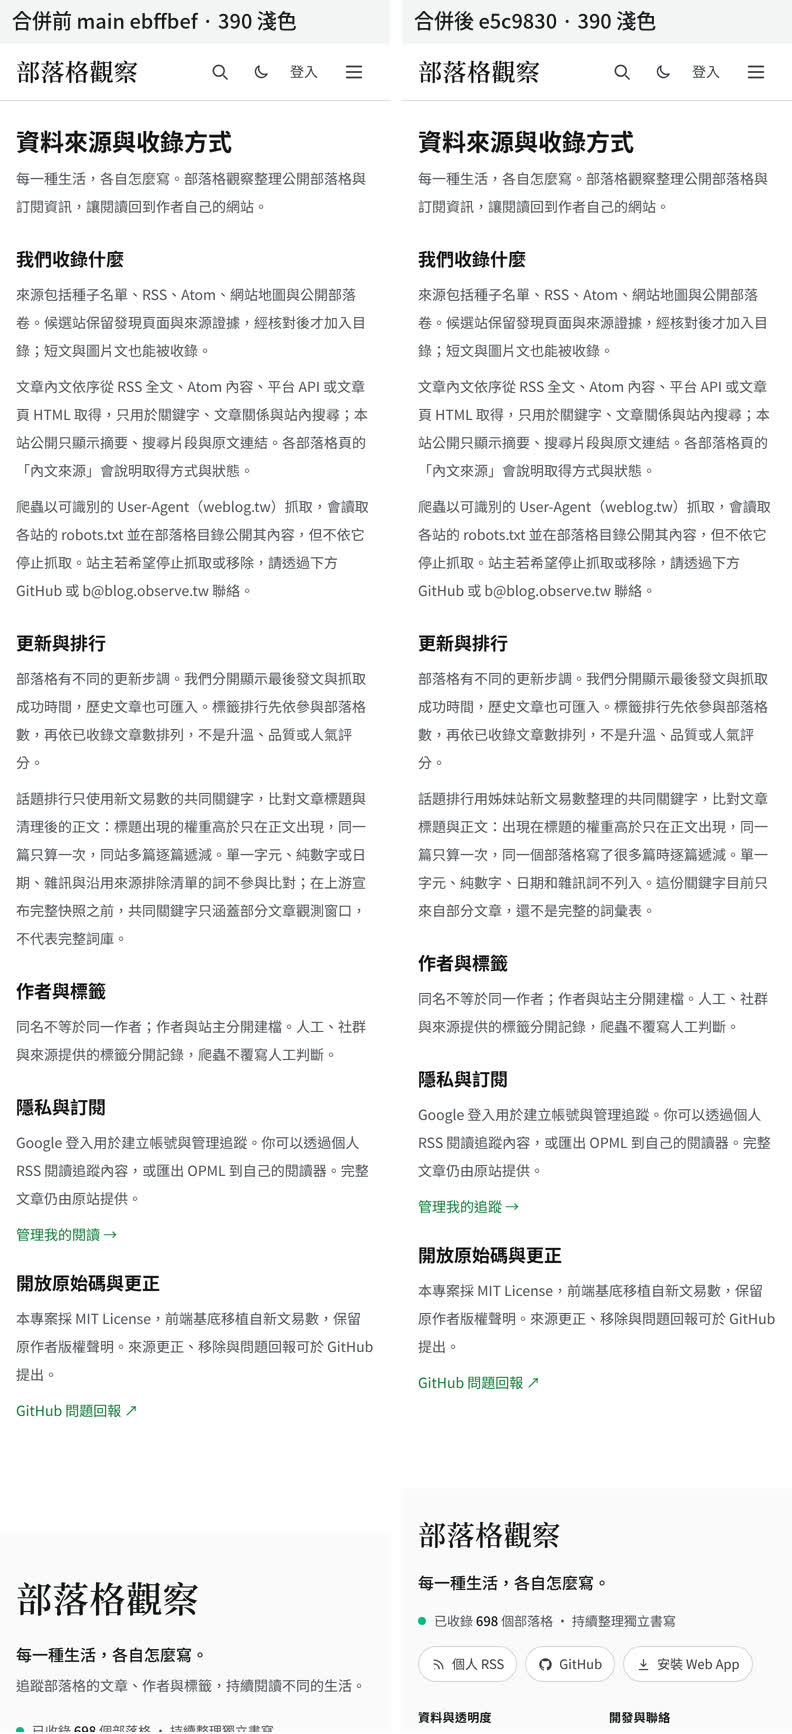 合併前 main ebffbef · 390 淺色
部落格觀察
登入
資料來源與收錄方式
每一種生活，各自怎麼寫。部落格觀察整理公開部落格與
訂閱資訊，讓閱讀回到作者自己的網站。
我們收錄什麼
來源包括種子名單、RSS、Atom、網站地圖與公開部落
卷。候選站保留發現頁面與來源證據，經核對後才加入目
錄；短文與圖片文也能被收錄。
文章內文依序從 RSS 全文、Atom 內容、平台 API 或文章
頁 HTML 取得，只用於關鍵字、文章關係與站內搜尋；本
站公開只顯示摘要、搜尋片段與原文連結。各部落格頁的
「內文來源」會說明取得方式與狀態。
爬蟲以可識別的 User-Agent（weblog.tw）抓取，會讀取
各站的 robots.txt 並在部落格目錄公開其內容，但不依它
停止抓取。站主若希望停止抓取或移除，請透過下方
GitHub 或 b@blog.observe.tw 聯絡。
更新與排行
部落格有不同的更新步調。我們分開顯示最後發文與抓取
成功時間，歷史文章也可匯入。標籤排行先依參與部落格
數，再依已收錄文章數排列，不是升溫、品質或人氣評
分。
話題排行只使用新文易數的共同關鍵字，比對文章標題與
清理後的正文：標題出現的權重高於只在正文出現，同一
篇只算一次，同站多篇逐篇遞減。單一字元、純數字或日
期、雜訊與沿用來源排除清單的詞不參與比對；在上游宣
布完整快照之前，共同關鍵字只涵蓋部分文章觀測窗口，
不代表完整詞庫。
作者與標籤
同名不等於同一作者；作者與站主分開建檔。人工、社群
與來源提供的標籤分開記錄，爬蟲不覆寫人工判斷。
隱私與訂閱
Google 登入用於建立帳號與管理追蹤。你可以透過個人
RSS 閱讀追蹤內容，或匯出 OPML 到自己的閱讀器。完整
文章仍由原站提供。
管理我的閱讀 →
開放原始碼與更正
本專案採 MIT License，前端基底移植自新文易數，保留
原作者版權聲明。來源更正、移除與問題回報可於 GitHub
提出。
GitHub 問題回報 ↗
部落格觀察
每一種生活，各自怎麼寫。
追蹤部落格的文章、作者與標籤，持續閱讀不同的生活。
已收錄 698 個部落格 · 持續整理獨立書寫
合併後 e5c9830 · 390 淺色
部落格觀察
登入
資料來源與收錄方式
每一種生活，各自怎麼寫。部落格觀察整理公開部落格與
訂閱資訊，讓閱讀回到作者自己的網站。
我們收錄什麼
來源包括種子名單、RSS、Atom、網站地圖與公開部落
卷。候選站保留發現頁面與來源證據，經核對後才加入目
錄；短文與圖片文也能被收錄。
文章內文依序從 RSS 全文、Atom 內容、平台 API 或文章
頁 HTML 取得，只用於關鍵字、文章關係與站內搜尋；本
站公開只顯示摘要、搜尋片段與原文連結。各部落格頁的
「內文來源」會說明取得方式與狀態。
爬蟲以可識別的 User-Agent（weblog.tw）抓取，會讀取
各站的 robots.txt 並在部落格目錄公開其內容，但不依它
停止抓取。站主若希望停止抓取或移除，請透過下方
GitHub 或 b@blog.observe.tw 聯絡。
更新與排行
部落格有不同的更新步調。我們分開顯示最後發文與抓取
成功時間，歷史文章也可匯入。標籤排行先依參與部落格
數，再依已收錄文章數排列，不是升溫、品質或人氣評
分。
話題排行用姊妹站新文易數整理的共同關鍵字，比對文章
標題與正文：出現在標題的權重高於只在正文出現，同一
篇只算一次，同一個部落格寫了很多篇時逐篇遞減。單一
字元、純數字、日期和雜訊詞不列入。這份關鍵字目前只
來自部分文章，還不是完整的詞彙表。
作者與標籤
同名不等於同一作者；作者與站主分開建檔。人工、社群
與來源提供的標籤分開記錄，爬蟲不覆寫人工判斷。
隱私與訂閱
Google 登入用於建立帳號與管理追蹤。你可以透過個人
RSS 閱讀追蹤內容，或匯出 OPML 到自己的閱讀器。完整
文章仍由原站提供。
管理我的追蹤 →
開放原始碼與更正
本專案採 MIT License，前端基底移植自新文易數，保留
原作者版權聲明。來源更正、移除與問題回報可於 GitHub
提出。
GitHub 問題回報 ↗
部落格觀察
每一種生活，各自怎麼寫。
已收錄 698 個部落格 · 持續整理獨立書寫
個人 RSS
GitHub
安裝 Web App
資料與透明度
開發與聯絡